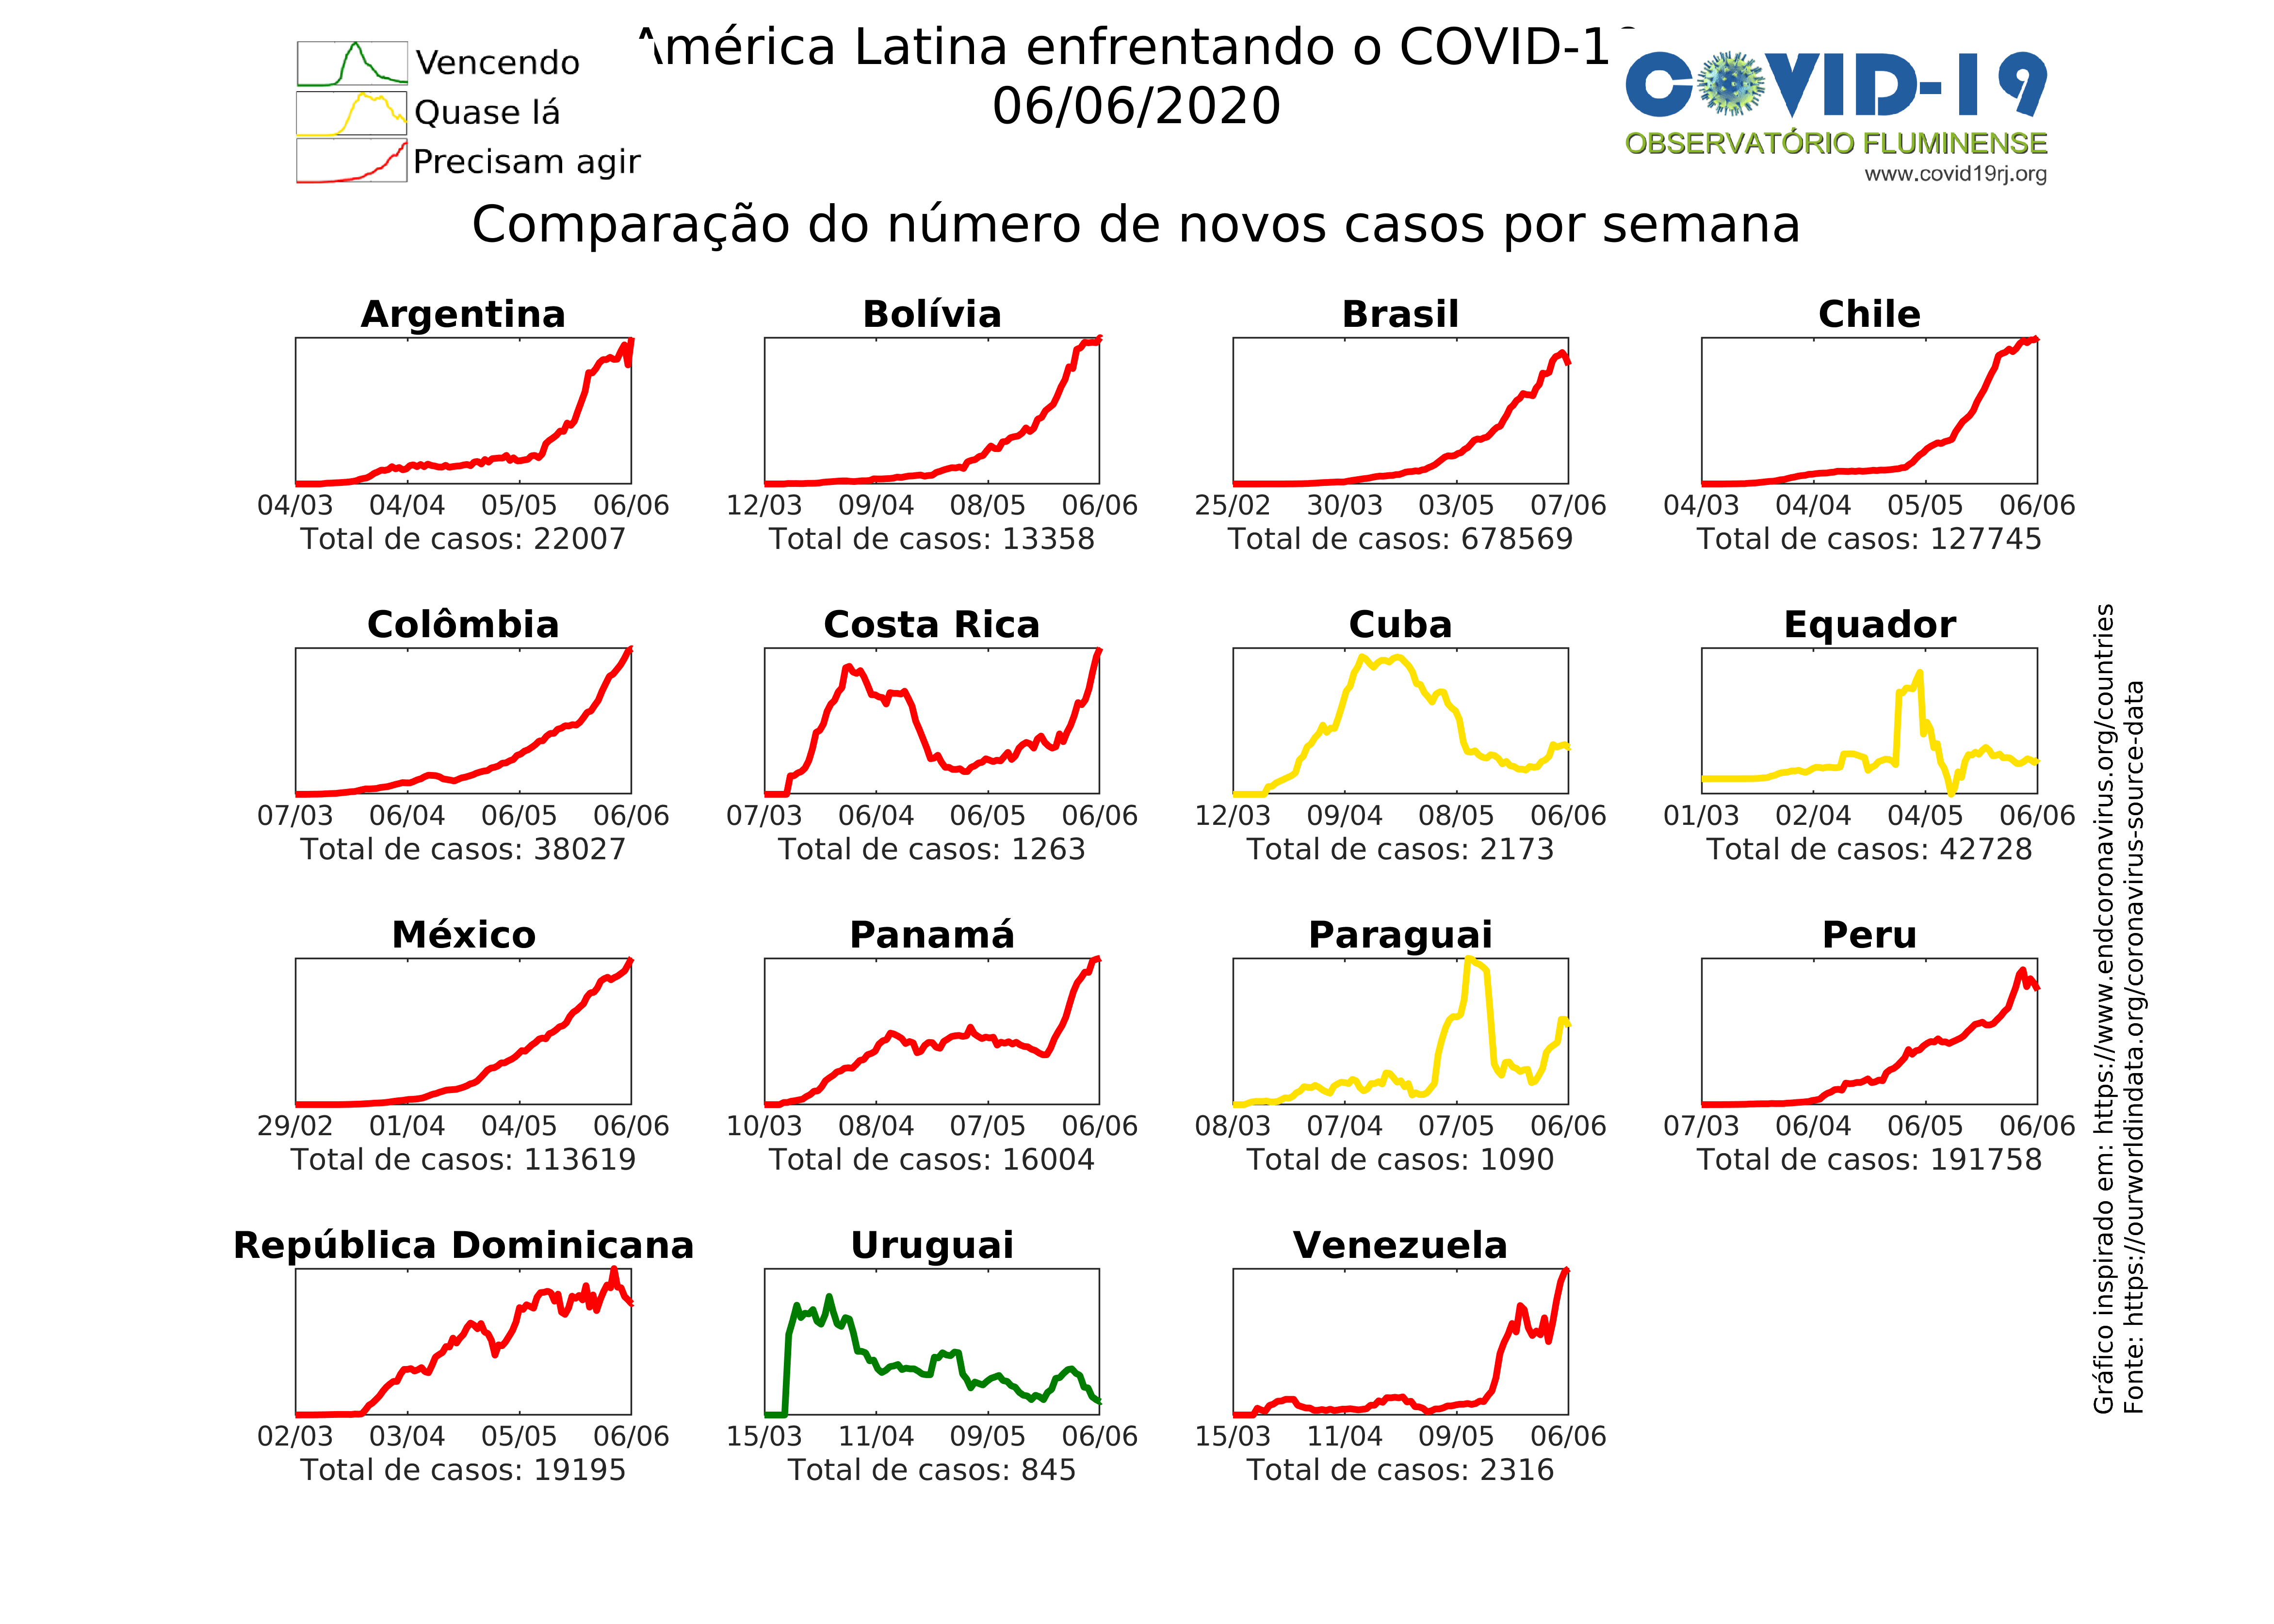 Vencendo
Quase lá
Precisam agir
América Latina enfrentando o COVID-19
06/06/2020
COVID-19
OBSERVATÓRIO FLUMINENSE
www.covid19rj.org
Comparação do número de novos casos por semana
Argentina
04/03 04/04 05/05 06/06
Total de casos: 22007
Bolívia
12/03 09/04 08/05 06/06
Total de casos: 13358
Brasil
25/02 30/03 03/05 07/06
Total de casos: 678569
Chile
04/03 04/04 05/05 06/06
Total de casos: 127745
Colômbia
07/03 06/04 06/05 06/06
Total de casos: 38027
Costa Rica
07/03 06/04 06/05 06/06
Total de casos: 1263
Cuba
12/03 09/04 08/05 06/06
Total de casos: 2173
Equador
01/03 02/04 04/05 06/06
Total de casos: 42728
México
29/02 01/04 04/05 06/06
Total de casos: 113619
Panamá
10/03 08/04 07/05 06/06
Total de casos: 16004
Paraguai
08/03 07/04 07/05 06/06
Total de casos: 1090
Peru
07/03 06/04 06/05 06/06
Total de casos: 191758
República Dominicana
02/03 03/04 05/05 06/06
Total de casos: 19195
Uruguai
15/03 11/04 09/05 06/06
Total de casos: 845
Venezuela
15/03 11/04 09/05 06/06
Total de casos: 2316
Gráfico inspirado em: https://www.endcoronavirus.org/countries
Fonte: https://ourworldindata.org/coronavirus-source-data